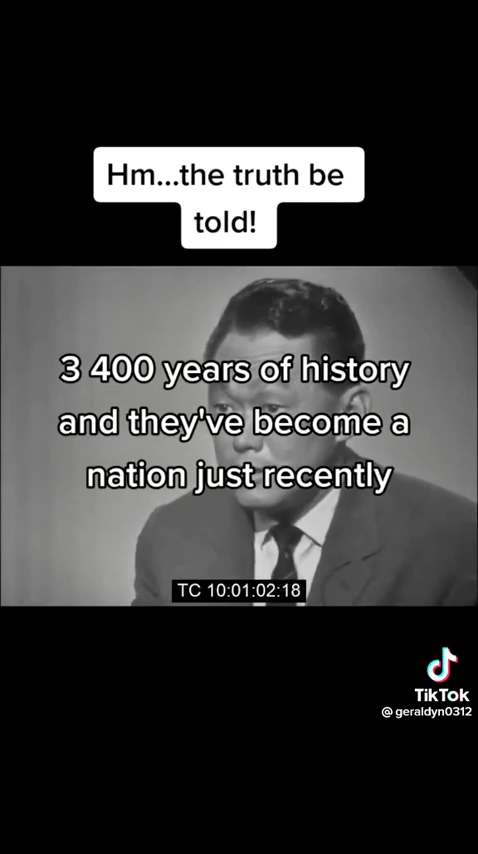 Hm...the truth be
told!
3 400 years of history
and they've become a
nation just recently
TC 10:01:02:18
TikTok
@geraldyn0312